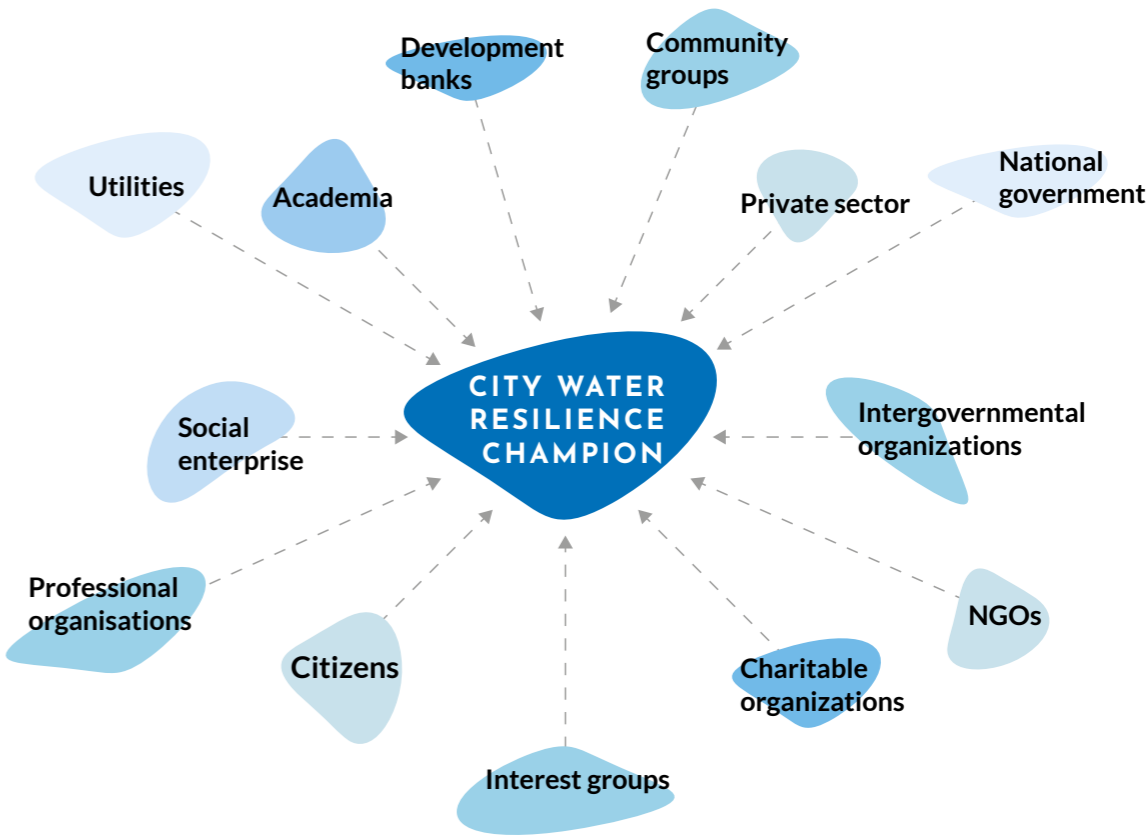 Development
banks
Community
groups
Utilities
Academia
Private sector
National
government
CITY WATER
RESILIENCE
CHAMPION
Social
enterprise
Intergovernmental
organizations
Professional
organisations
Citizens
NGOs
Charitable
organizations
Interest groups